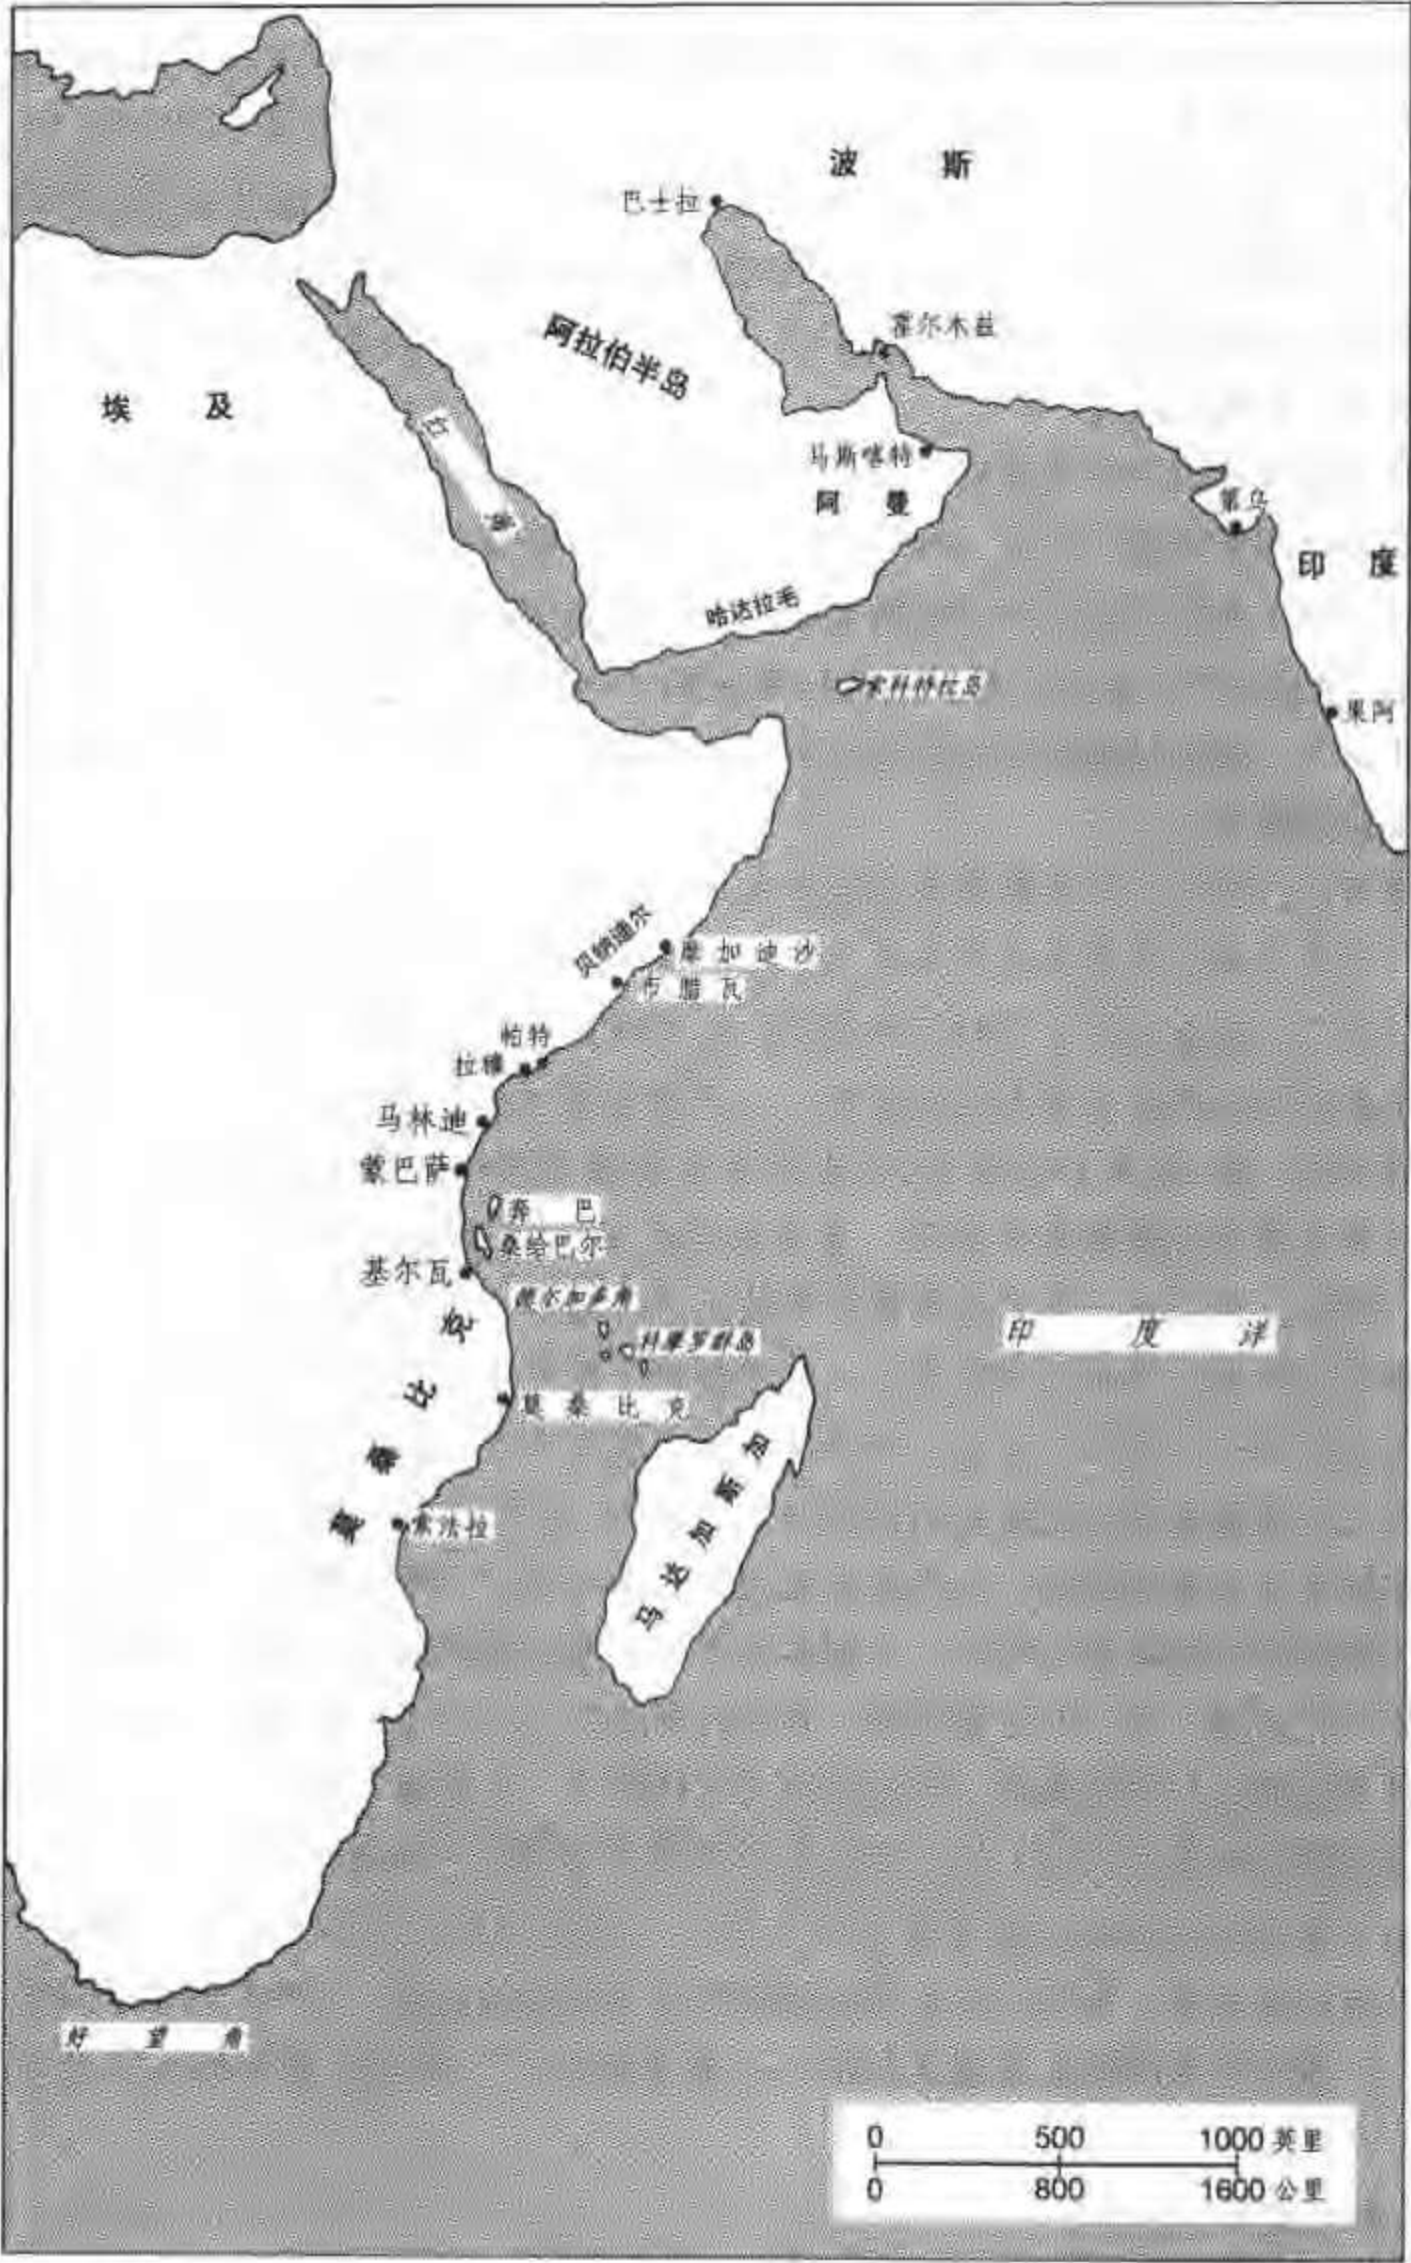 波 斯
巴士拉
霍尔木兹
阿拉伯半岛
埃 及
红 海
马斯喀特
阿 曼
第乌
印 度
哈达拉毛
索科特拉岛
果阿
贝纳迪尔
摩加迪沙
布腊瓦
帕特
拉穆
马林迪
蒙巴萨
奔 巴
桑给巴尔
基尔瓦
德尔加多角
科摩罗群岛
印 度 洋
莫桑比克
莫桑比克
索法拉
马达加斯加
好 望 角
0 500 1000 英里
0 800 1600 公里